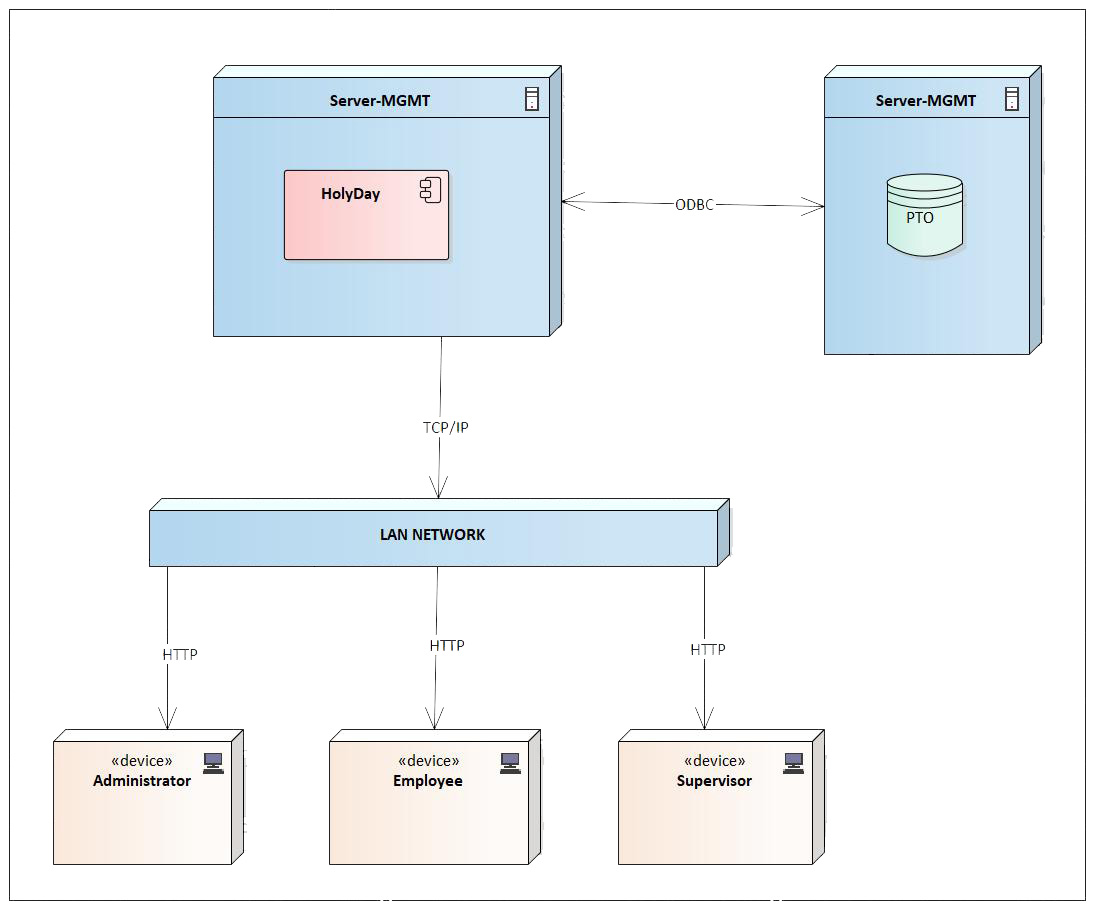 Server-MGMT
Server-MGMT
HolyDay
ODBC
PTO
TCP/IP
LAN NETWORK
HTTP
HTTP
HTTP
«device»
Administrator
«device»
Employee
«device»
Supervisor